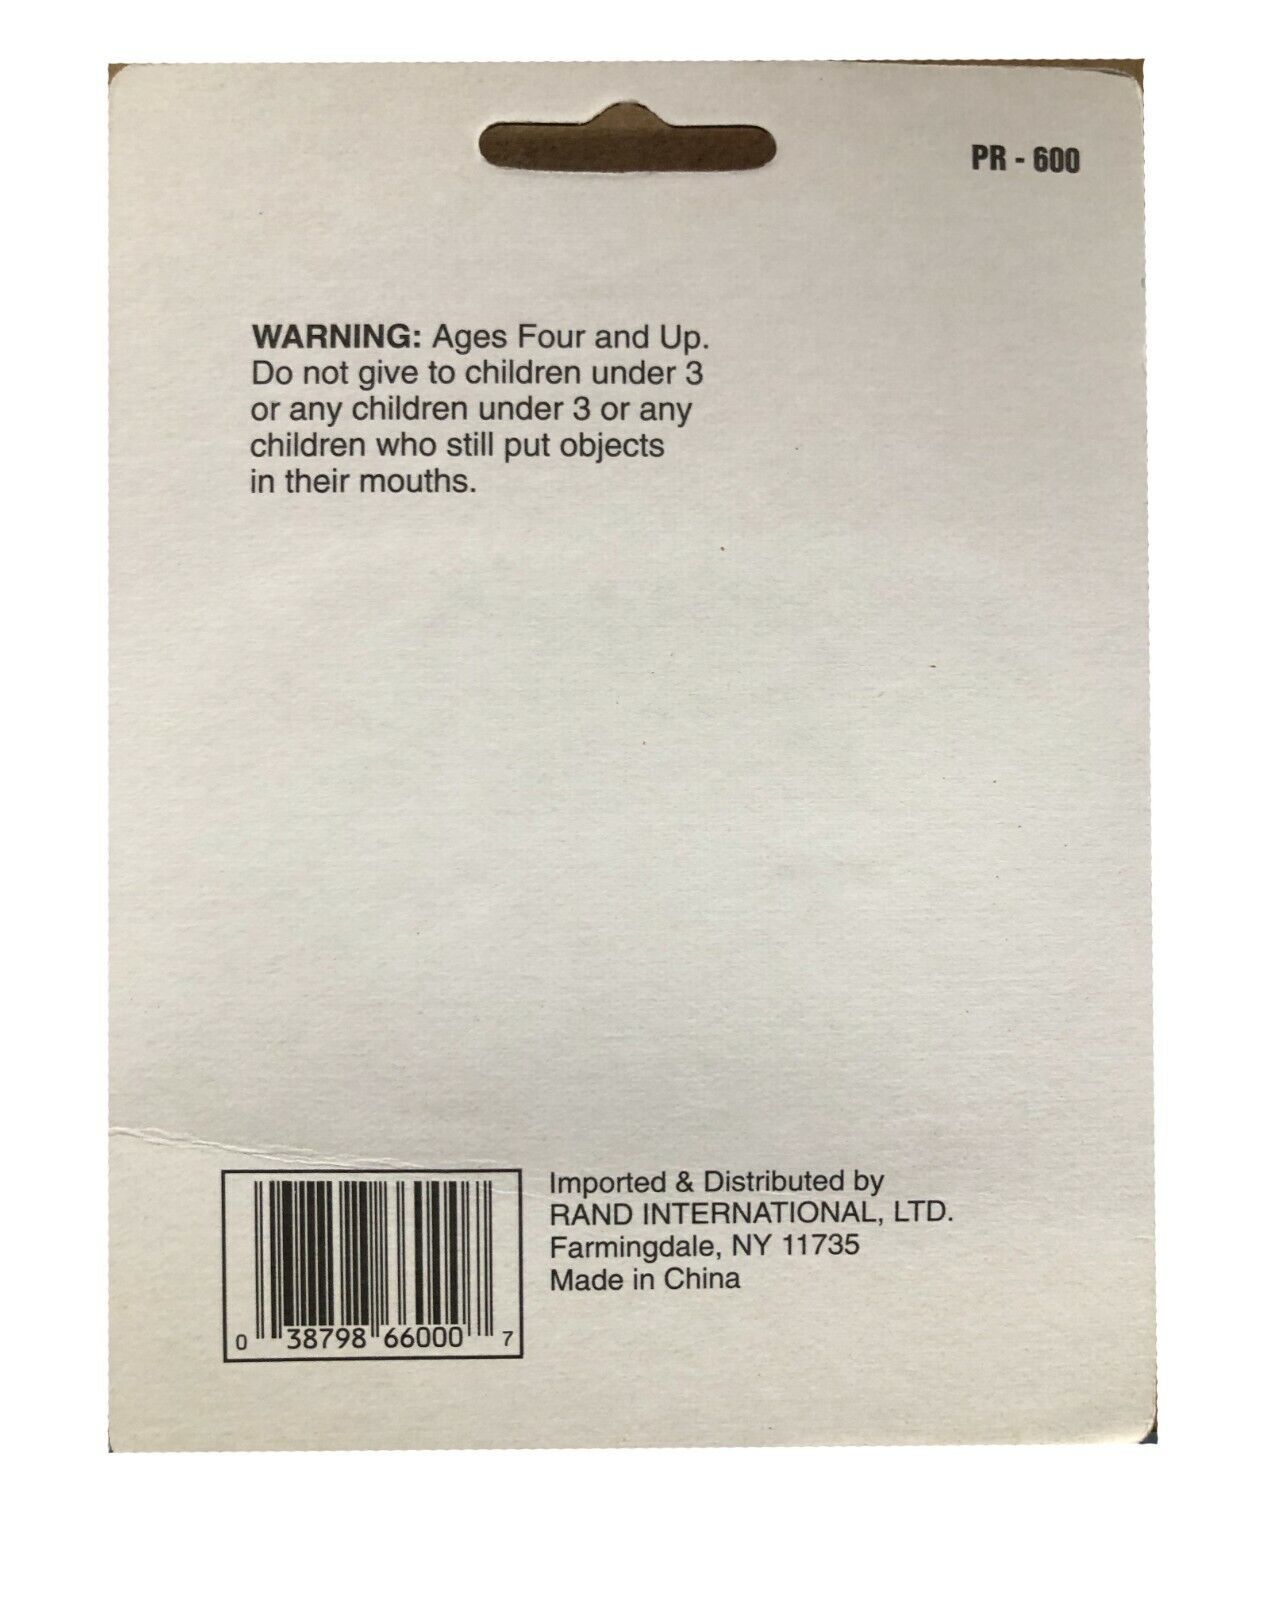 PR - 600
WARNING: Ages Four and Up.
Do not give to children under 3
or any children under 3 or any
children who still put objects
in their mouths.
Imported & Distributed by
RAND INTERNATIONAL, LTD.
Farmingdale, NY 11735
Made in China
0 38798 66000 7